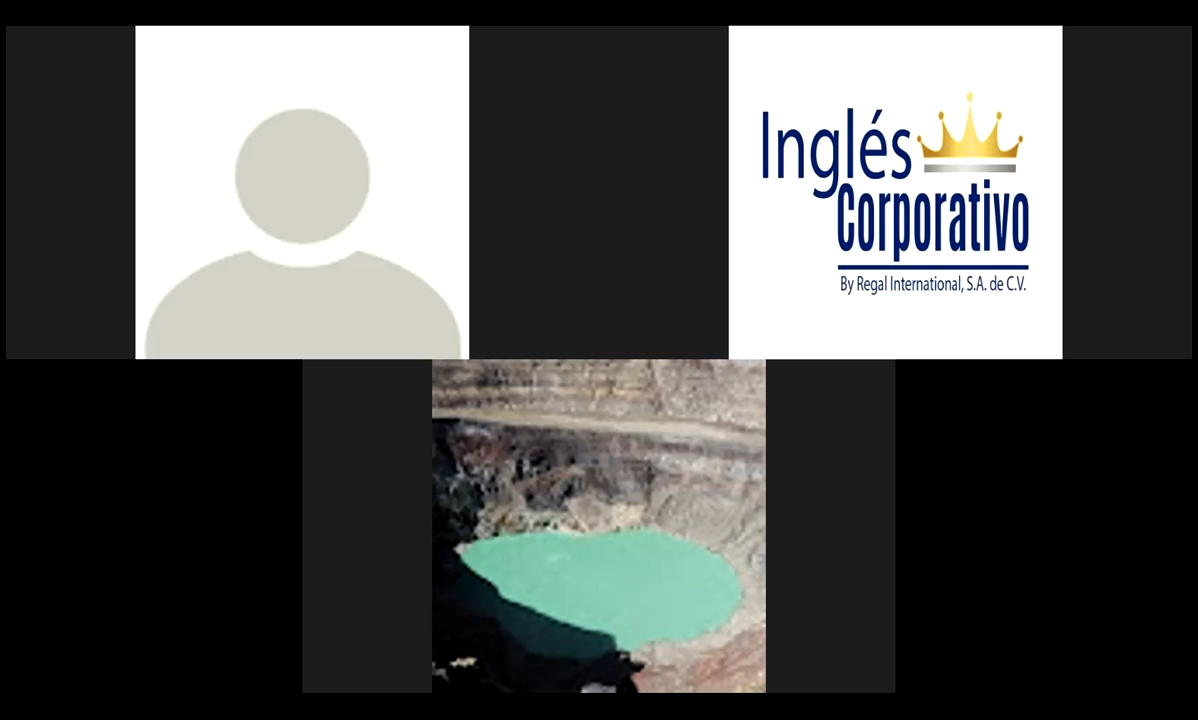 Inglés
Corporativo
By Regal International, S.A. de C.V.